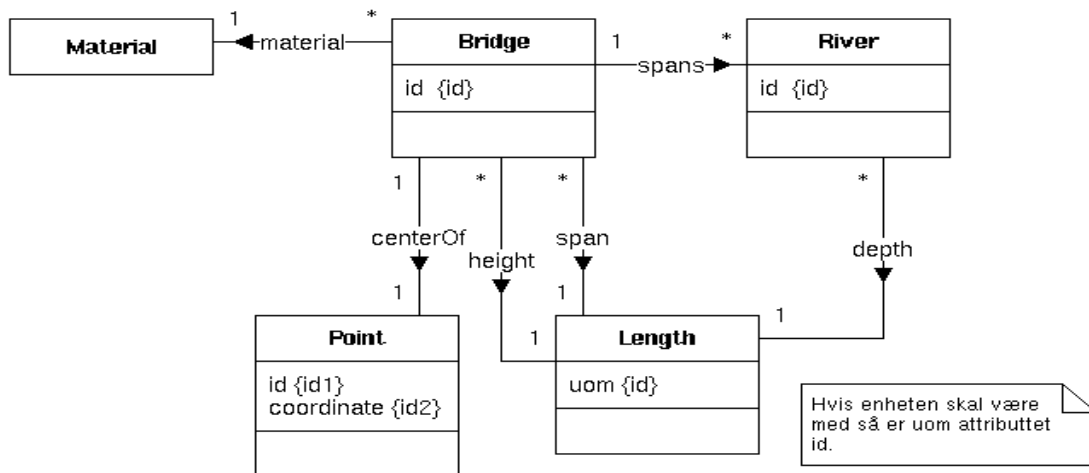 1 *
Material material Bridge 1 * River
spans
id {id} id {id}
1 * * *
centerOf span depth
height
1 1 1
1
Point Length
id {id1}
coordinate {id2}
uom {id}
Hvis enheten skal være
med så er uom attributtet
id.